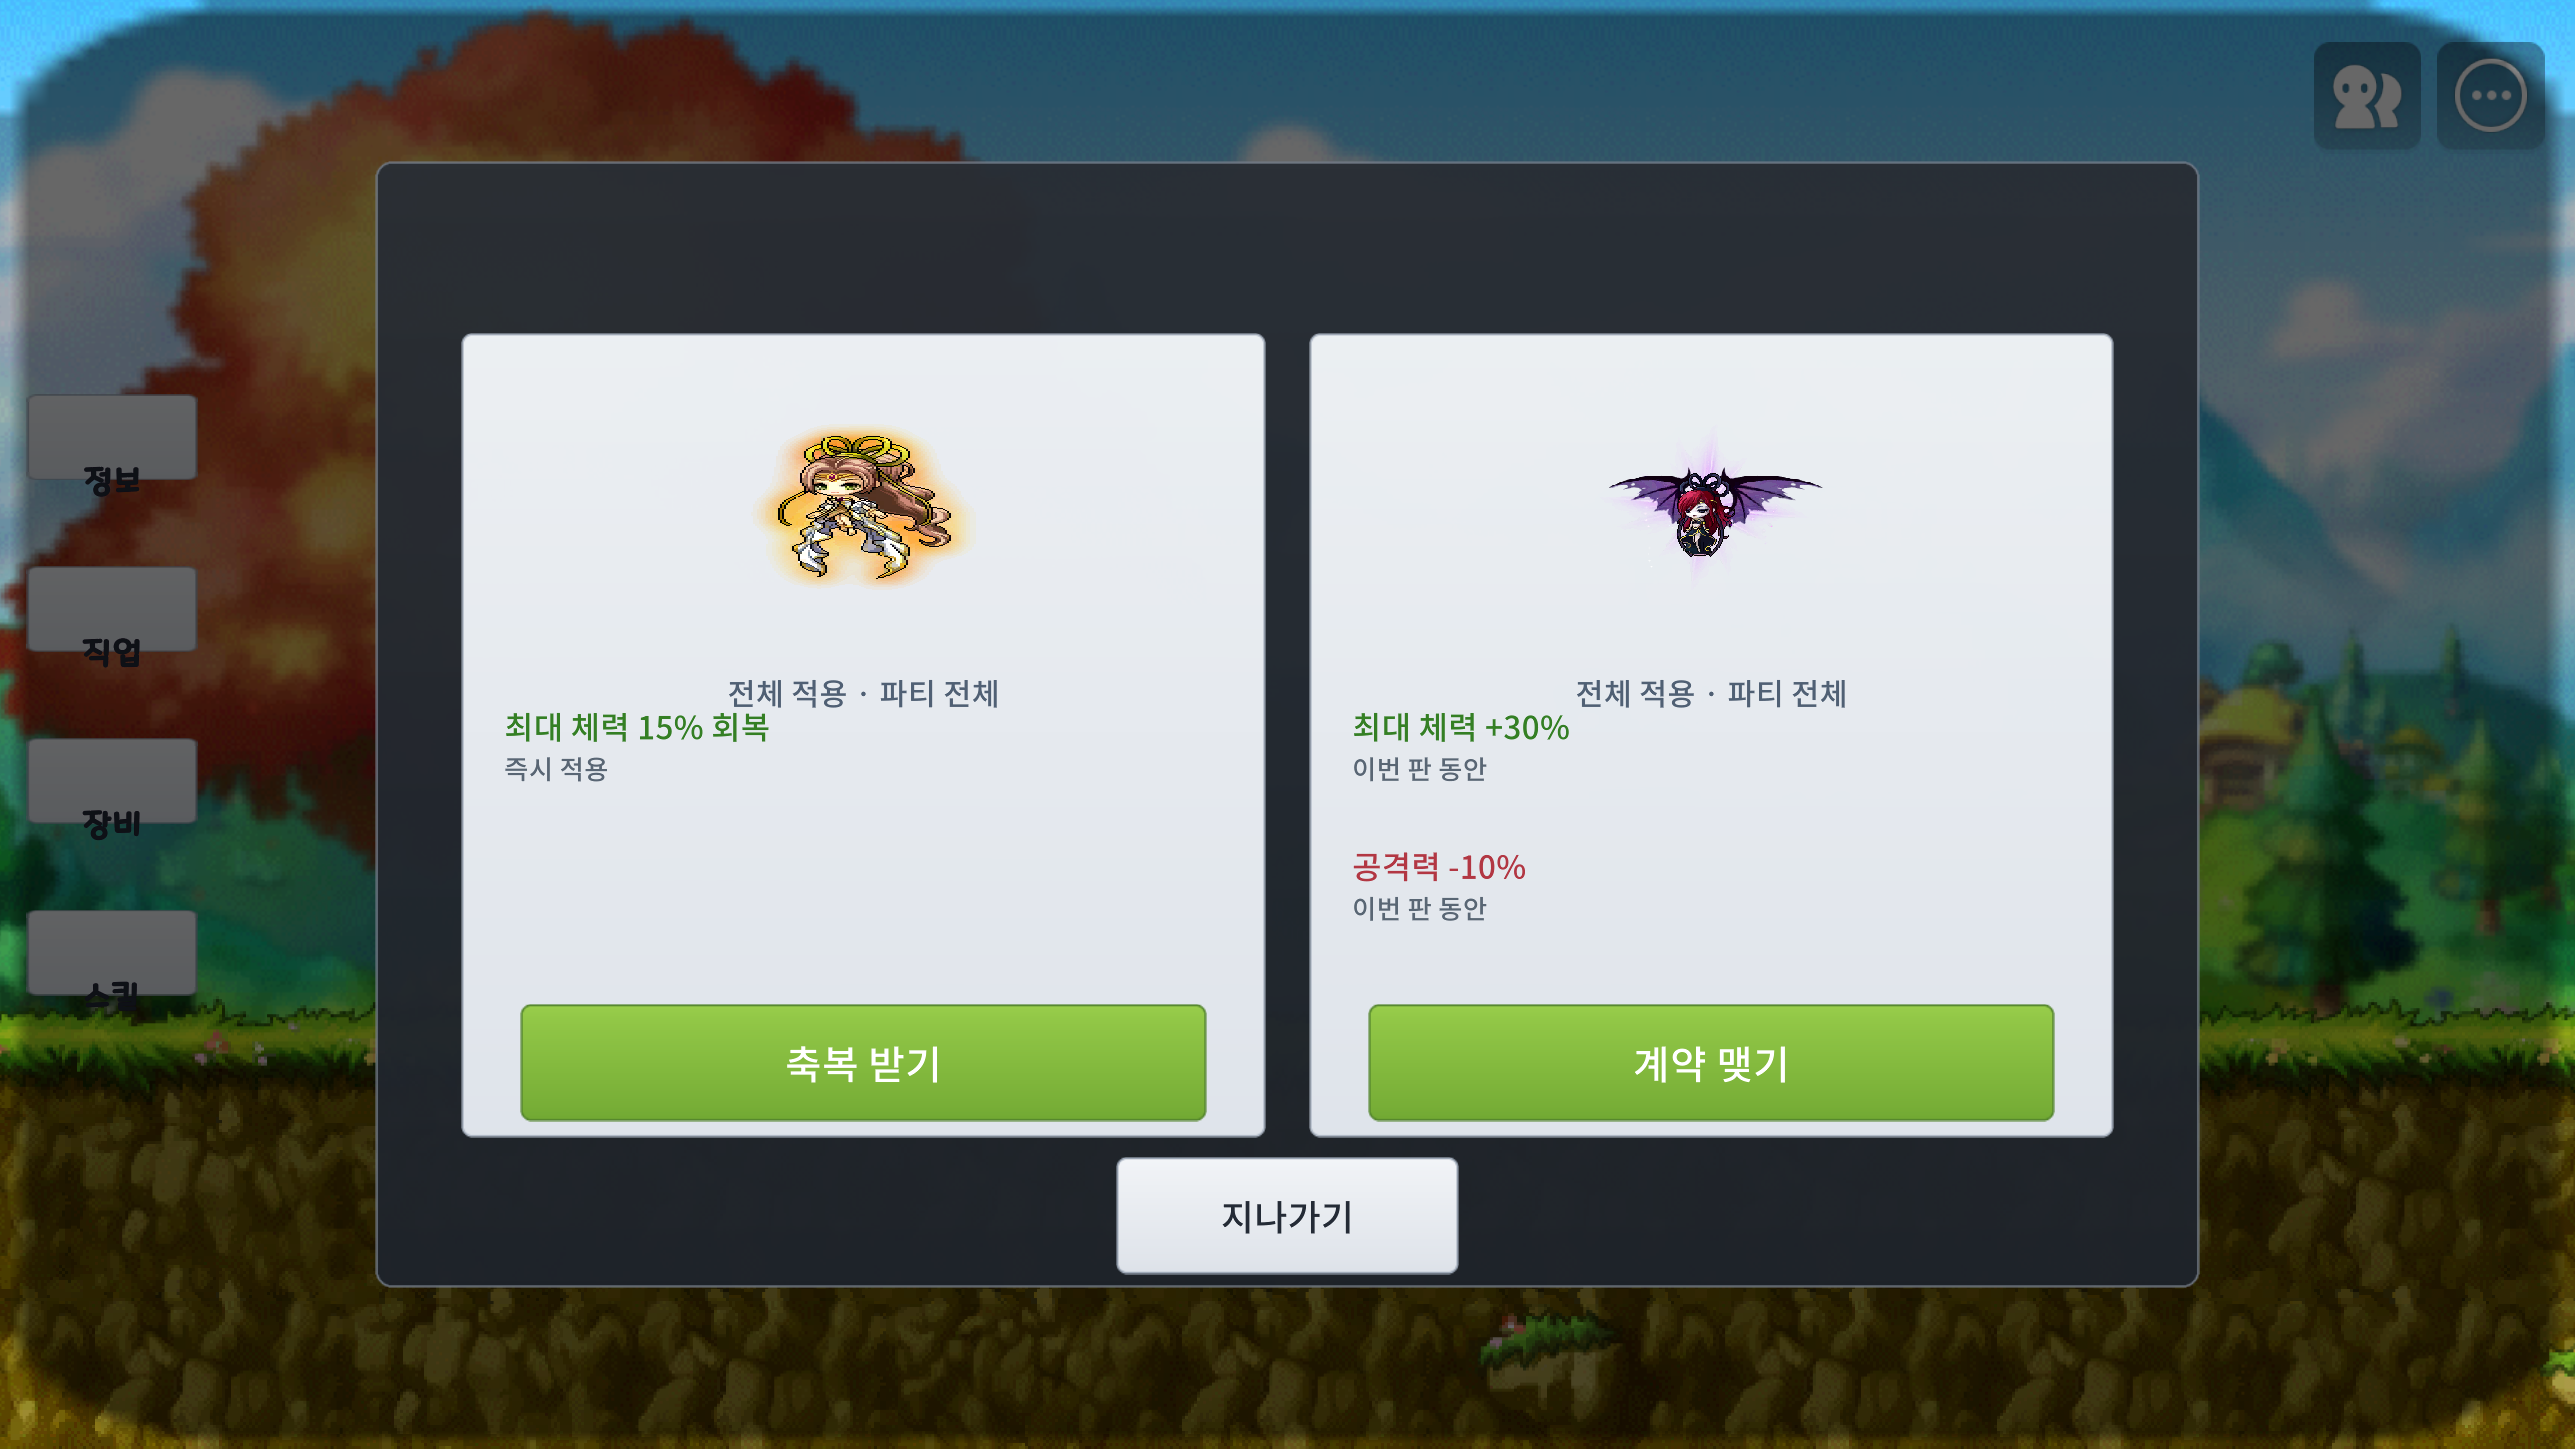 정보
직업
장비
스킬
전체 적용 · 파티 전체
최대 체력 15% 회복
즉시 적용
축복 받기
전체 적용 · 파티 전체
최대 체력 +30%
이번 판 동안
공격력 -10%
이번 판 동안
계약 맺기
지나가기